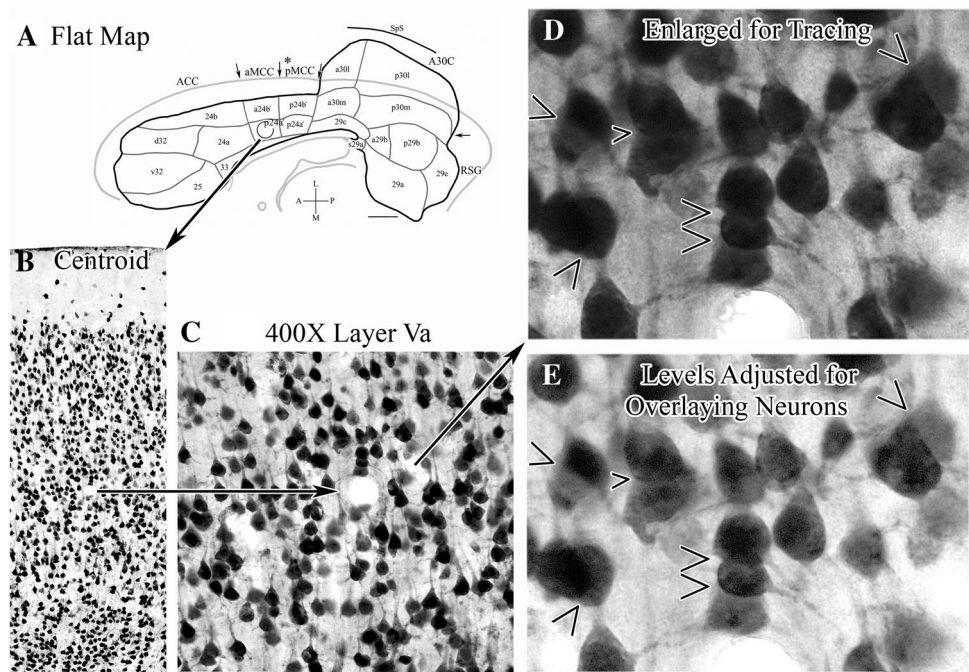 A Flat Map
SpS
A30C
*
ACC
aMCC
pMCC
a30l
p30l
24b
a24b'
p24b'
a30m
p30m
p24a'
p24a'
29c
d32
24a
s29a
a29b
p29b
v32
33
25
RSG
29a
29e
L
A
P
M
B Centroid
C
400X Layer Va
D
Enlarged for Tracing
E
Levels Adjusted for
Overlaying Neurons